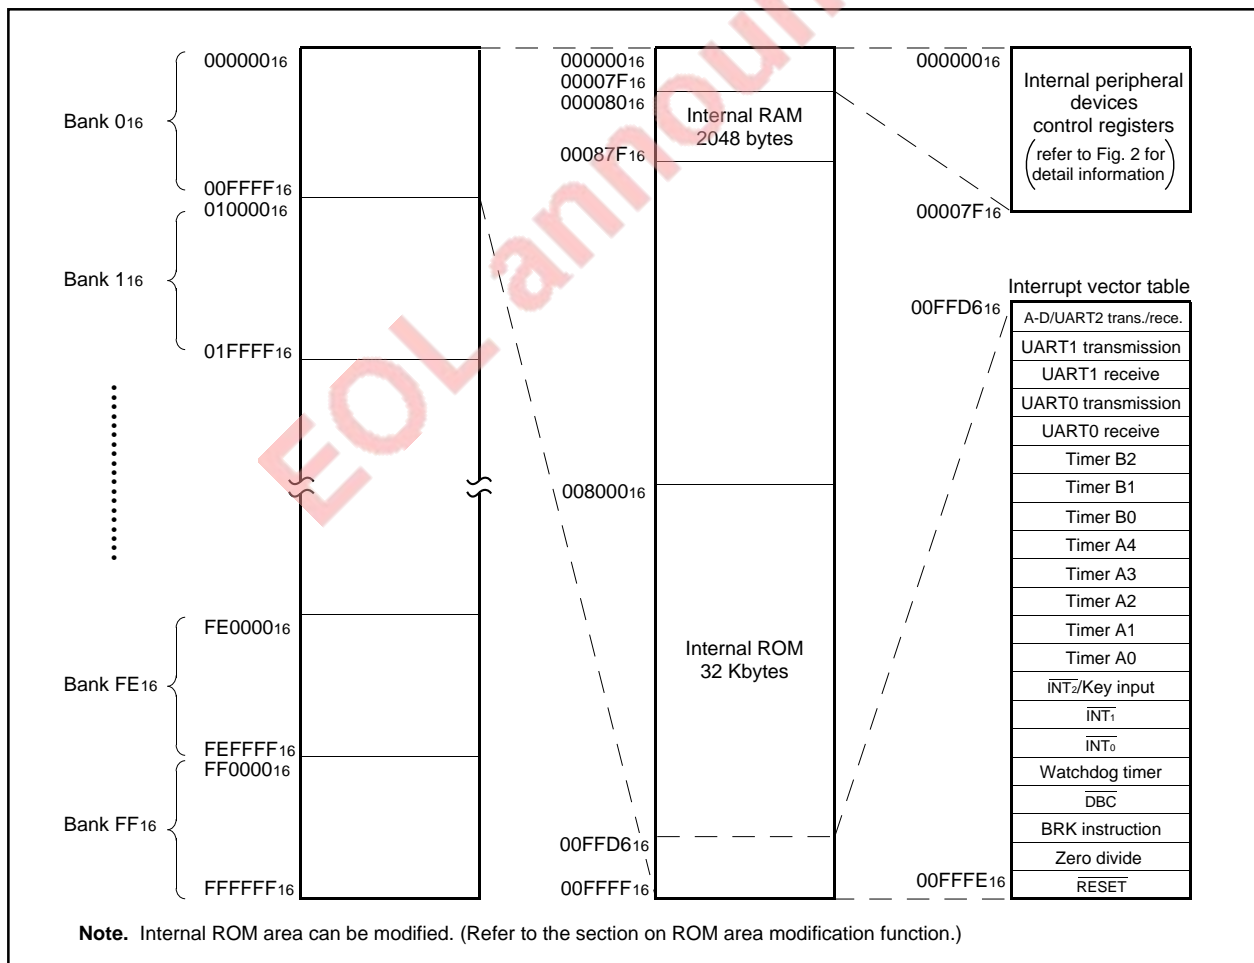 000000₁₆
Bank 0₁₆
00FFFF₁₆
010000₁₆
Bank 1₁₆
01FFFF₁₆
FE0000₁₆
Bank FE₁₆
FEFFFF₁₆
FF0000₁₆
Bank FF₁₆
FFFFFF₁₆
000000₁₆
00007F₁₆
000080₁₆
Internal RAM
2048 bytes
00087F₁₆
008000₁₆
Internal ROM
32 Kbytes
00FFD6₁₆
00FFFF₁₆
000000₁₆
Internal peripheral
devices
control registers
(refer to Fig. 2 for
detail information)
00007F₁₆
Interrupt vector table
00FFD6₁₆
A-D/UART2 trans./rece.
UART1 transmission
UART1 receive
UART0 transmission
UART0 receive
Timer B2
Timer B1
Timer B0
Timer A4
Timer A3
Timer A2
Timer A1
Timer A0
INT₂/Key input
INT₁
INT₀
Watchdog timer
DBC
BRK instruction
Zero divide
00FFFE₁₆
RESET
Note. Internal ROM area can be modified. (Refer to the section on ROM area modification function.)
EOL announ